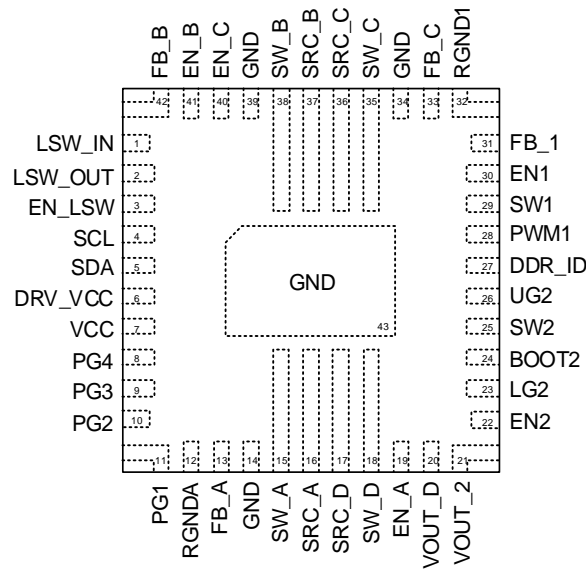 FB_B
EN_B
EN_C
GND
SW_B
SRC_B
SRC_C
SW_C
GND
FB_C
RGND1
42
41
40
39
38
37
36
35
34
33
32
LSW_IN
1
31
FB_1
LSW_OUT
2
30
EN1
EN_LSW
3
29
SW1
SCL
4
28
PWM1
SDA
5
27
DDR_ID
DRV_VCC
6
26
UG2
VCC
7
25
SW2
PG4
8
24
BOOT2
PG3
9
23
LG2
PG2
10
22
EN2
GND
43
11
12
13
14
15
16
17
18
19
20
21
PG1
RGNDA
FB_A
GND
SW_A
SRC_A
SRC_D
SW_D
EN_A
VOUT_D
VOUT_2